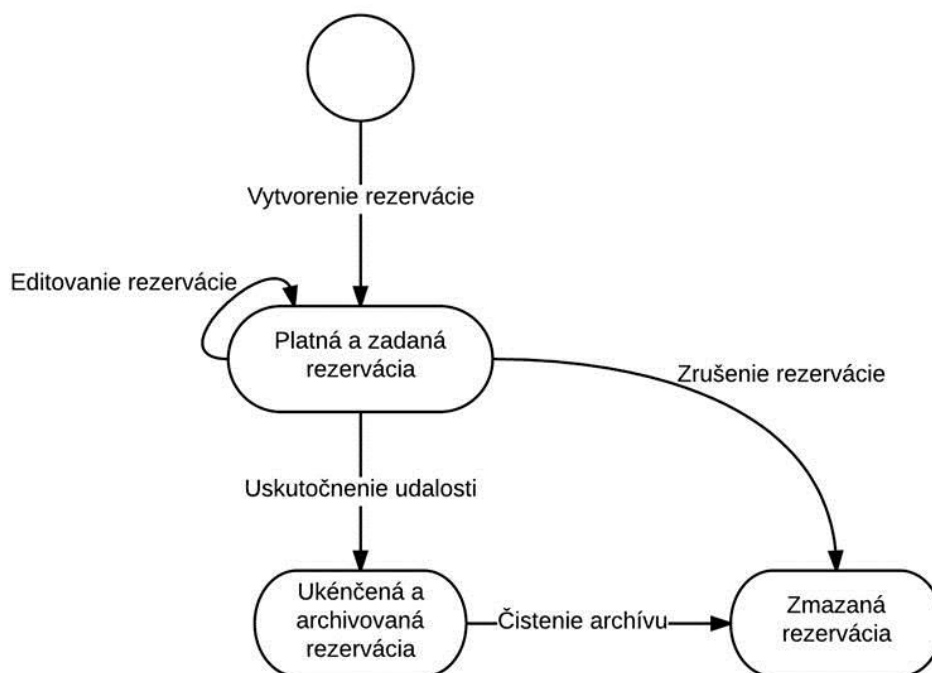 Vytvorenie rezervácie
Editovanie rezervácie
Platná a zadaná
rezervácia
Zrušenie rezervácie
Uskutočnenie udalosti
Ukénčená a
archivovaná
rezervácia
Čistenie archívu
Zmazaná
rezervácia